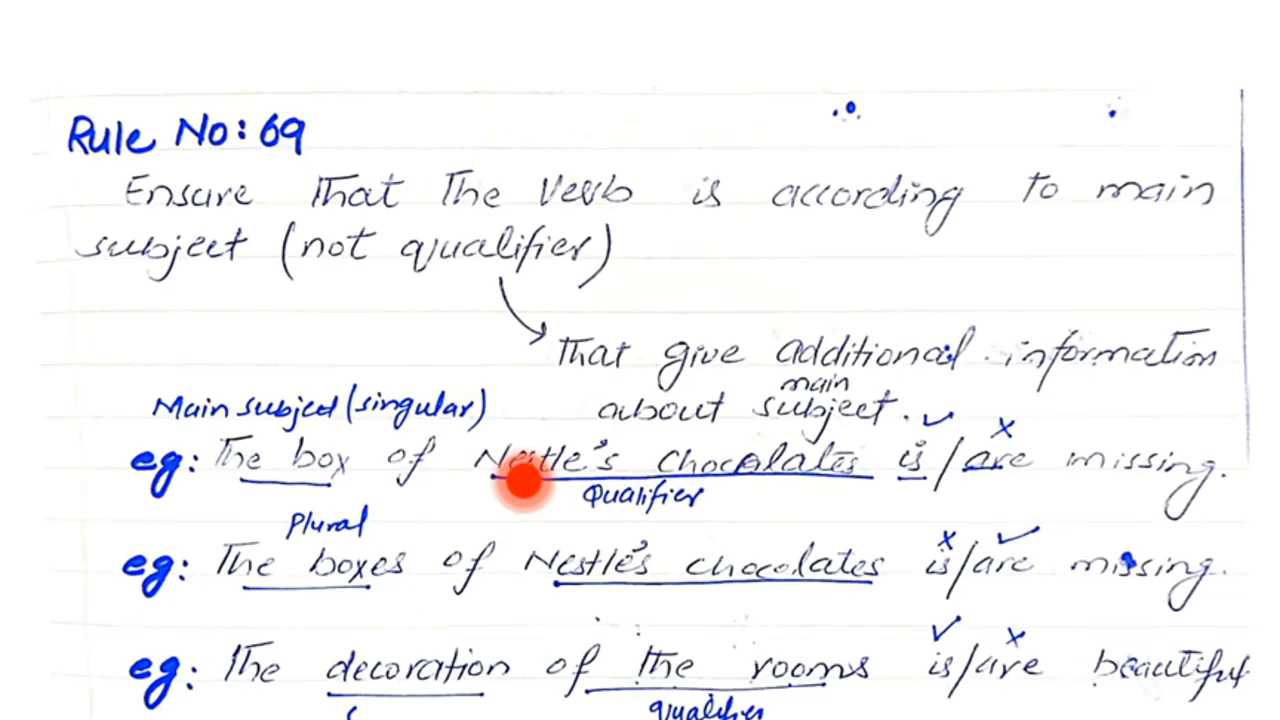 Rule No: 69
Ensure that the verb is according to main
subject (not qualifier)
that give additional information
main
about subject.
Main subject (singular)
eg: The box of Nestle's chocolates is/are missing.
Qualifier
Plural
eg: The boxes of Nestle's chocolates is/are missing.
eg: The decoration of the rooms is/are beautiful
qualifier